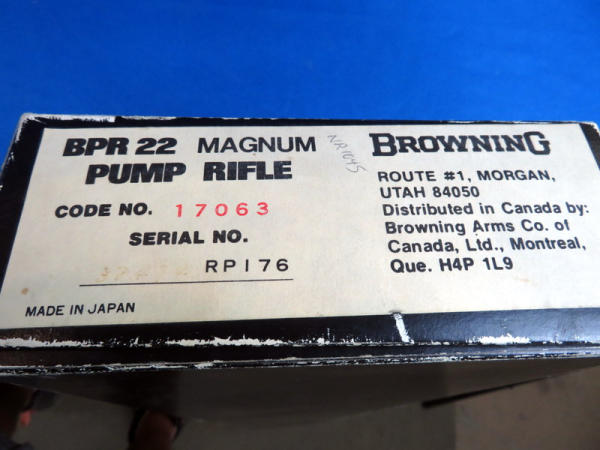 BPR 22 MAGNUM
PUMP RIFLE
CODE NO. 17063
SERIAL NO.
RP176
MADE IN JAPAN
BROWNING
ROUTE #1, MORGAN,
UTAH 84050
Distributed in Canada by:
Browning Arms Co. of
Canada, Ltd., Montreal,
Que. H4P 1L9